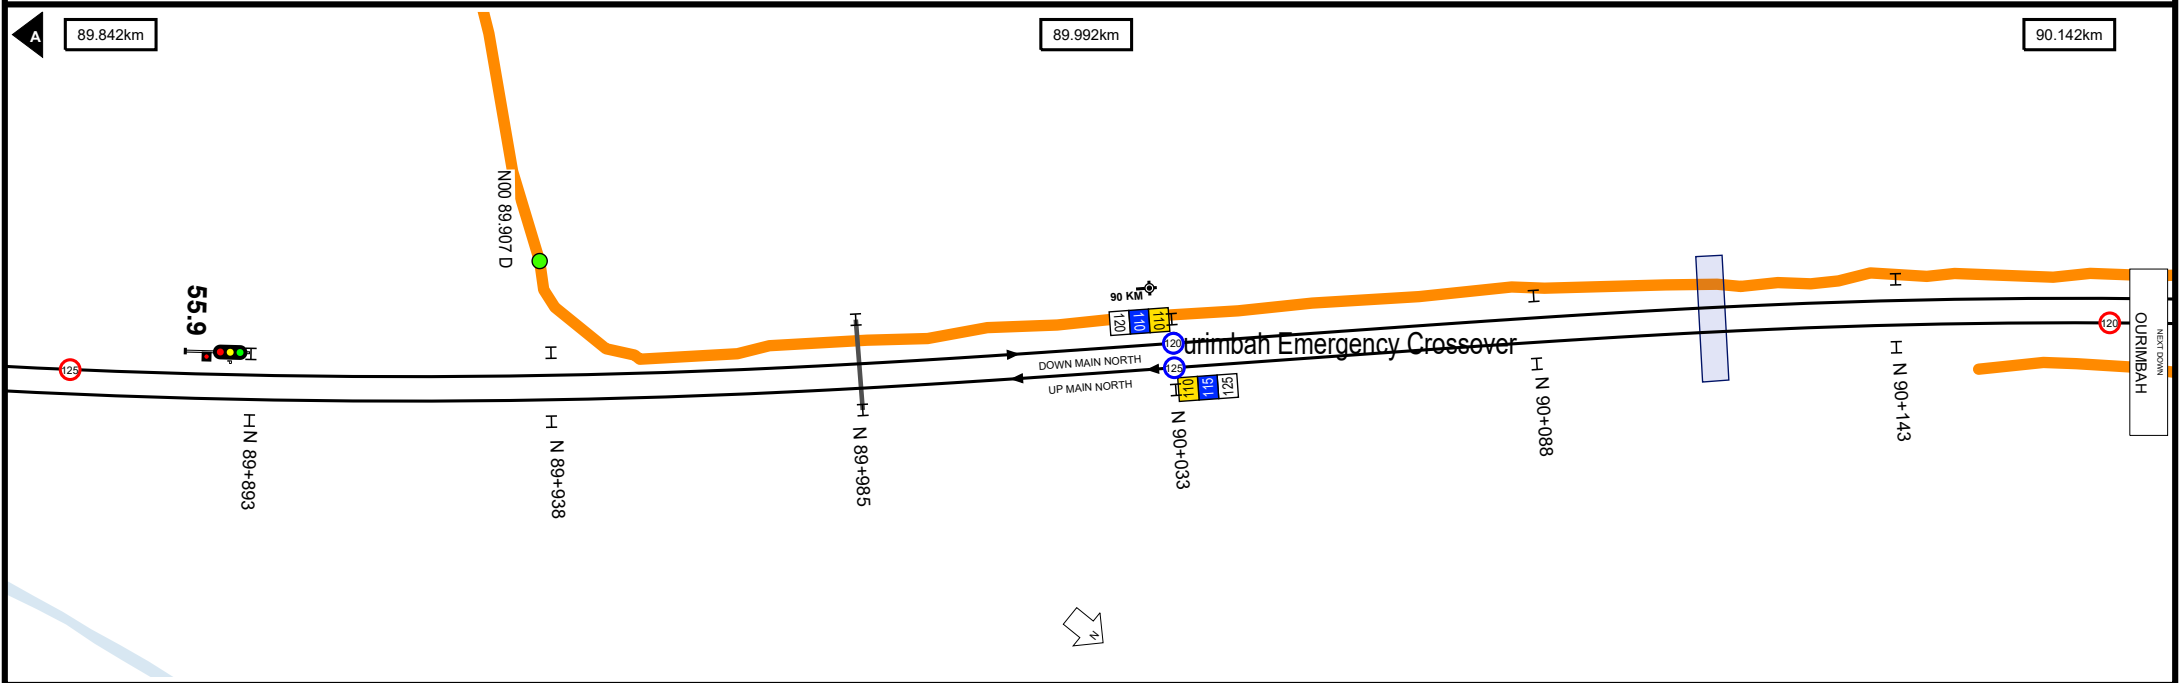 A
89.842km
89.992km
90.142km
N00 89.907 D
55.9
90 KM
120 110 110
120
urimbah Emergency Crossover
125
DOWN MAIN NORTH
UP MAIN NORTH
125
110 115 125
120
OURIMBAH
NEXT DOWN
N 89+893
N 89+938
N 89+985
N 90+033
N 90+088
N 90+143
N